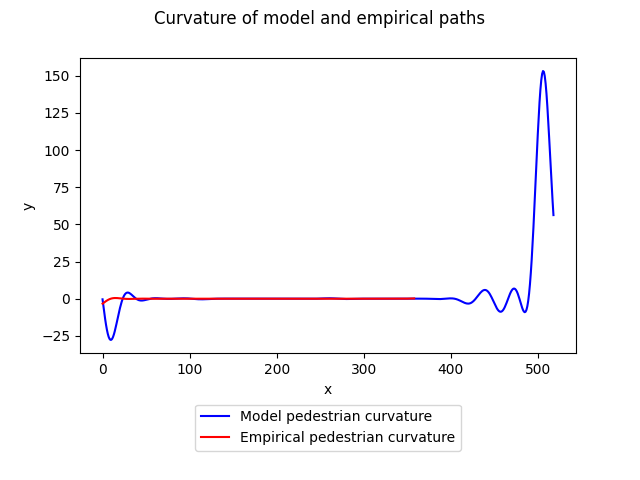 Curvature of model and empirical paths
150
125
100
75
50
25
0
−25
y
0 100 200 300 400 500
x
Model pedestrian curvature
Empirical pedestrian curvature